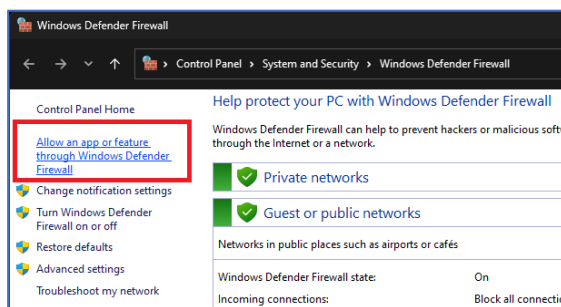 Windows Defender Firewall
Control Panel > System and Security > Windows Defender Firewall
Control Panel Home
Allow an app or feature
through Windows Defender
Firewall
Change notification settings
Turn Windows Defender
Firewall on or off
Restore defaults
Advanced settings
Troubleshoot my network
Help protect your PC with Windows Defender Firewall
Windows Defender Firewall can help to prevent hackers or malicious
through the Internet or a network.
Private networks
Guest or public networks
Networks in public places such as airports or cafés
Windows Defender Firewall state: On
Incoming connections: Block all